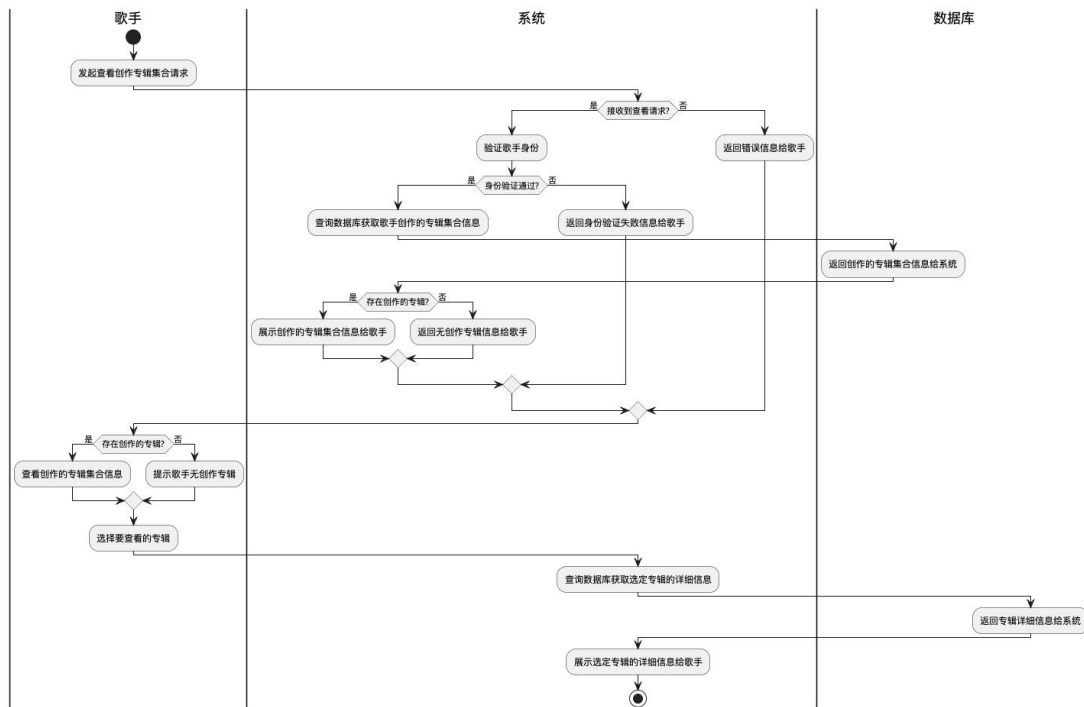 歌手
系统
数据库
发起查看创作专辑集合请求
是
接收到查看请求?
否
验证歌手身份
返回错误信息给歌手
是
身份验证通过?
否
查询数据库获取歌手创作的专辑集合信息
返回身份验证失败信息给歌手
返回创作的专辑集合信息给系统
是
存在创作的专辑?
否
展示创作的专辑集合信息给歌手
返回无创作专辑信息给歌手
是
存在创作的专辑?
否
查看创作的专辑集合信息
提示歌手无创作专辑
选择要查看的专辑
查询数据库获取选定专辑的详细信息
返回专辑详细信息给系统
展示选定专辑的详细信息给歌手